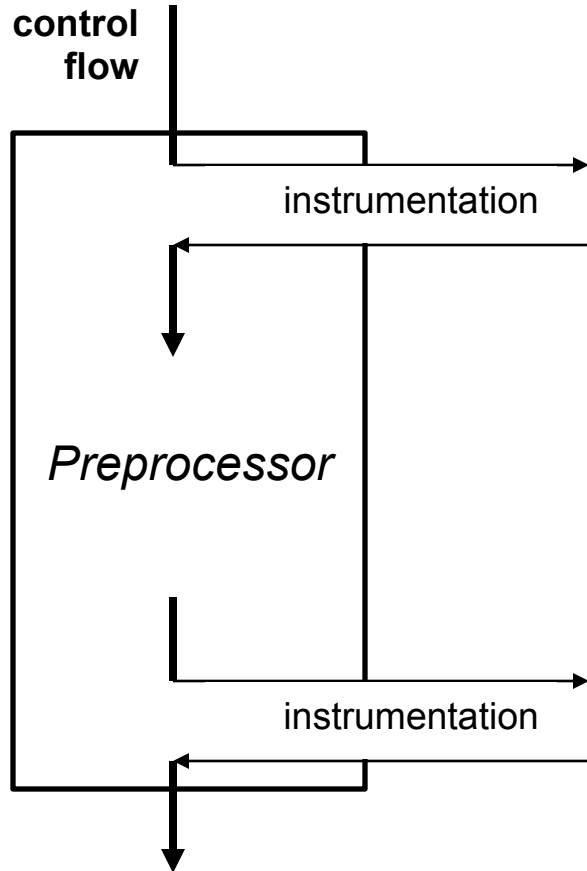 control
flow
instrumentation
Preprocessor
instrumentation